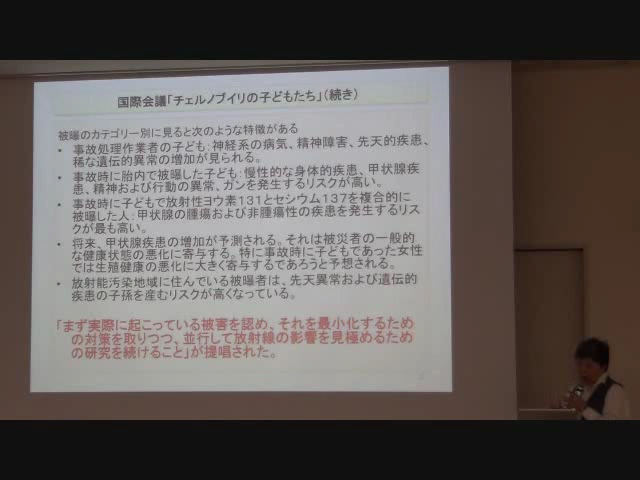 国際会議「チェルノブイリの子どもたち」（続き）
被曝のカテゴリー別に見ると次のような特徴がある
• 事故処理作業者の子ども：神経系の病気、精神障害、先天的疾患、
稀な遺伝的異常の増加が見られる。
• 事故時に胎内で被曝した子ども：慢性的な身体的疾患、甲状腺疾
患、精神および行動の異常、ガンを発生するリスクが高い。
• 事故時に子どもで放射性ヨウ素１３１とセシウム１３７を複合的に
被曝した人：甲状腺の腫瘍および非腫瘍性の疾患を発生するリス
クが最も高い。
• 将来、甲状腺疾患の増加が予測される。それは被災者の一般的
な健康状態の悪化に寄与する。特に事故時に子どもであった女性
では生殖健康の悪化に大きく寄与するであろうと予想される。
• 放射能汚染地域に住んでいる被曝者は、先天異常および遺伝的
疾患の子孫を産むリスクが高くなっている。
「まず実際に起こっている被害を認め、それを最小化するため
の対策を取りつつ、並行して放射線の影響を見極めるため
の研究を続けること」が提唱された。